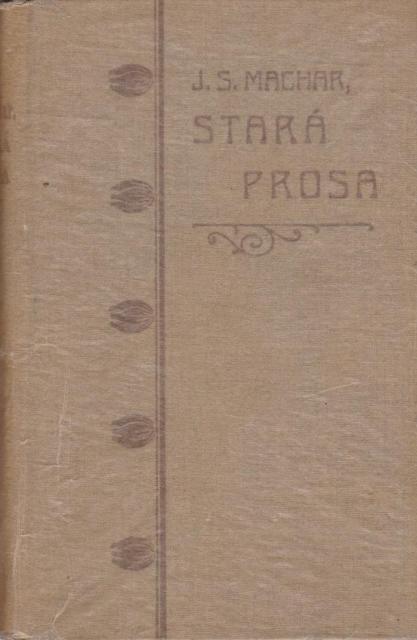 J. S. MACHAR,
STARÁ
PROSA